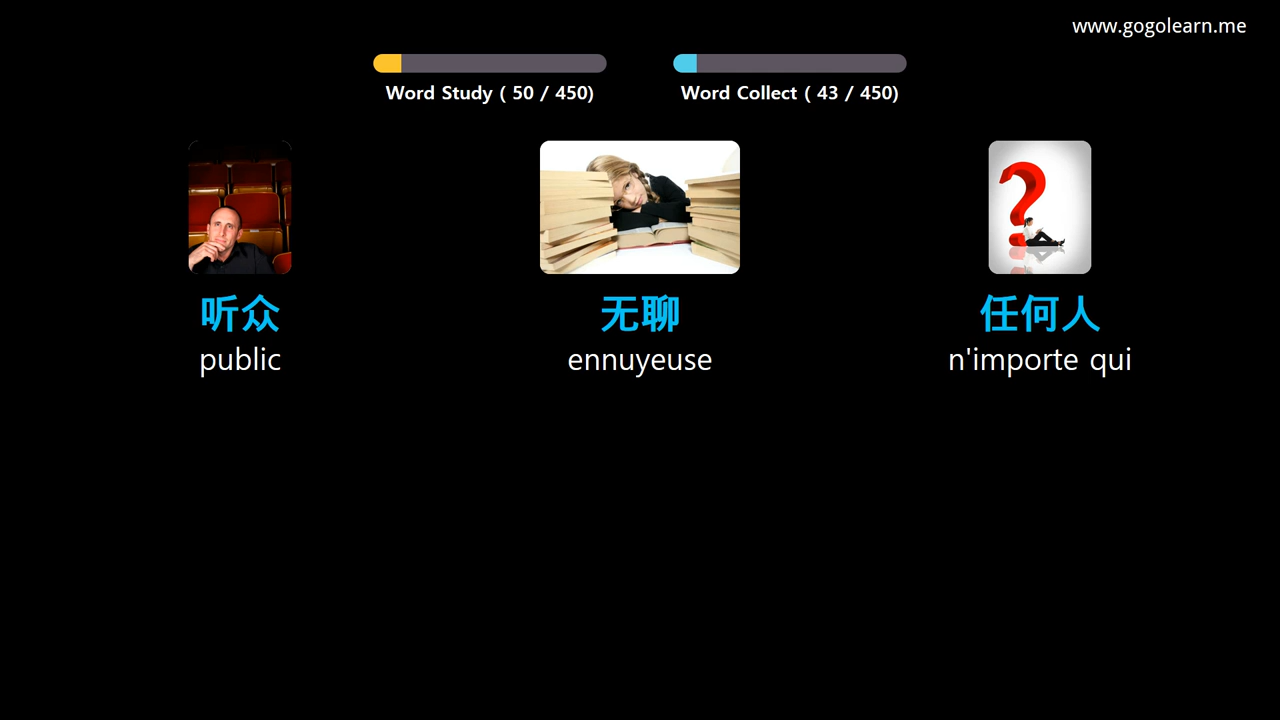 www.gogolearn.me
Word Study ( 50 / 450)
Word Collect ( 43 / 450)
听众
public
无聊
ennuyeuse
任何人
n'importe qui